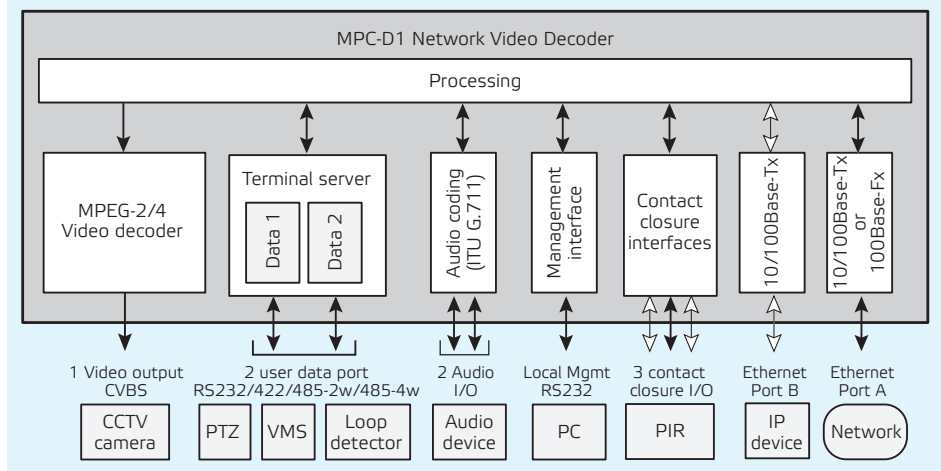 MPC-D1 Network Video Decoder
Processing
MPEG-2/4
Video decoder
Terminal server
Data 1
Data 2
Audio coding
(ITU G.711)
Management
interface
Contact
closure
interfaces
10/100Base-Tx
10/100Base-Tx
or
100Base-Fx
1 Video output
CVBS
2 user data port
RS232/422/485-2w/485-4w
2 Audio
I/O
Local Mgmt
RS232
3 contact
closure I/O
Ethernet
Port B
Ethernet
Port A
CCTV
camera
PTZ
VMS
Loop
detector
Audio
device
PC
PIR
IP
device
Network